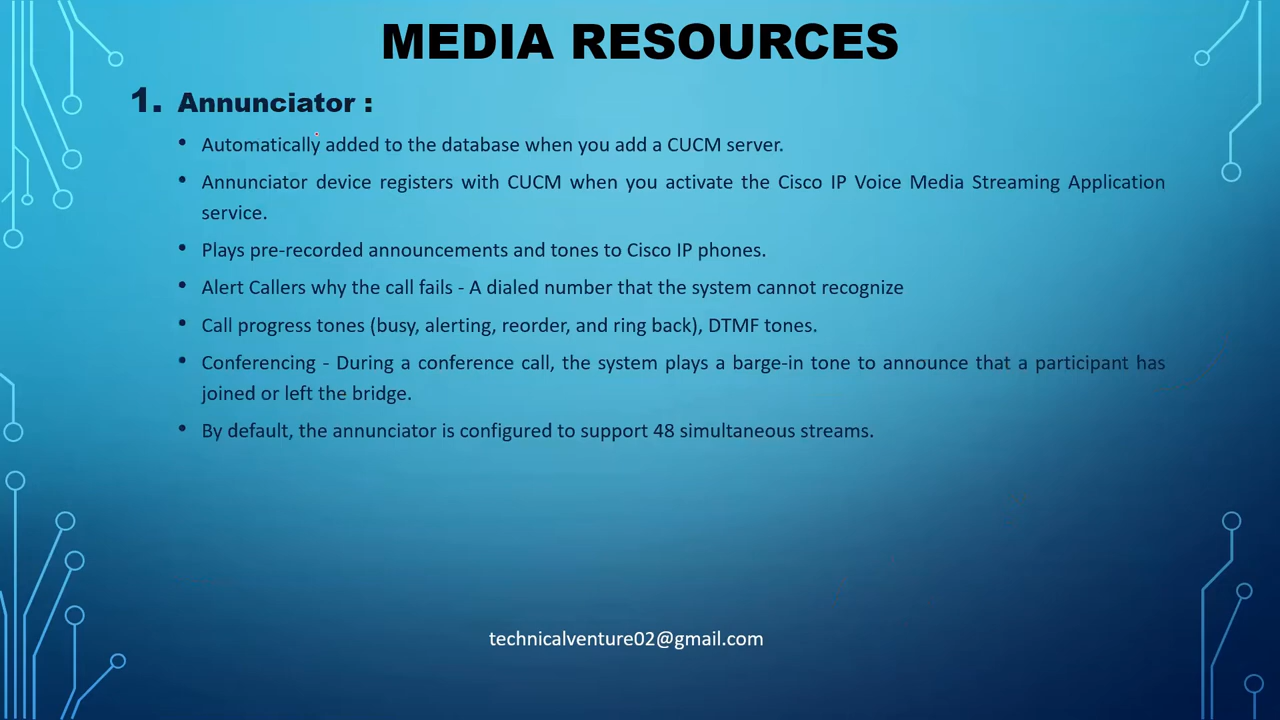 MEDIA RESOURCES
1. Annunciator :
• Automatically added to the database when you add a CUCM server.
• Annunciator device registers with CUCM when you activate the Cisco IP Voice Media Streaming Application
service.
• Plays pre-recorded announcements and tones to Cisco IP phones.
• Alert Callers why the call fails - A dialed number that the system cannot recognize
• Call progress tones (busy, alerting, reorder, and ring back), DTMF tones.
• Conferencing - During a conference call, the system plays a barge-in tone to announce that a participant has
joined or left the bridge.
• By default, the annunciator is configured to support 48 simultaneous streams.
technicalventure02@gmail.com